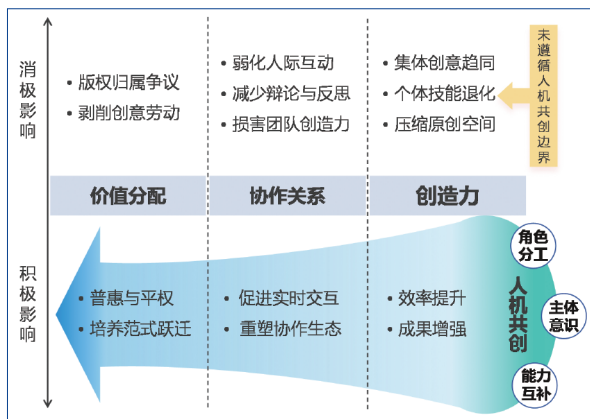 消极影响
• 版权归属争议
• 剥削创意劳动
• 弱化人际互动
• 减少辩论与反思
• 损害团队创造力
• 集体创意趋同
• 个体技能退化
• 压缩原创空间
未遵循人机共创边界
价值分配
协作关系
创造力
积极影响
• 普惠与平权
• 培养范式跃迁
• 促进实时交互
• 重塑协作生态
• 效率提升
• 成果增强
人机共创
角色
分工
主体
意识
能力
互补